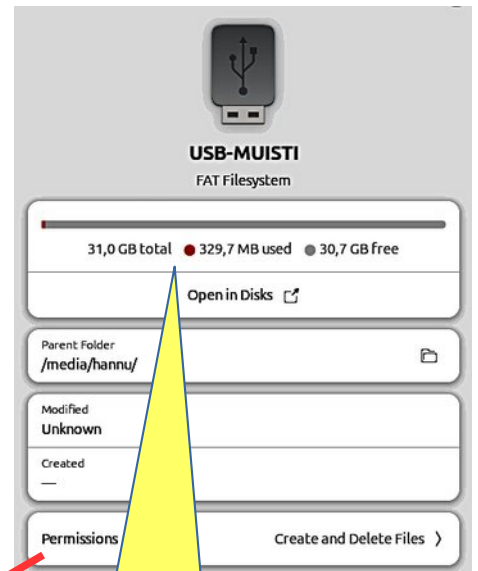 USB-MUISTI
FAT Filesystem
31,0 GB total 329,7 MB used 30,7 GB free
Open in Disks
Parent Folder
/media/hannu/
Modified
Unknown
Created
—
Permissions Create and Delete Files